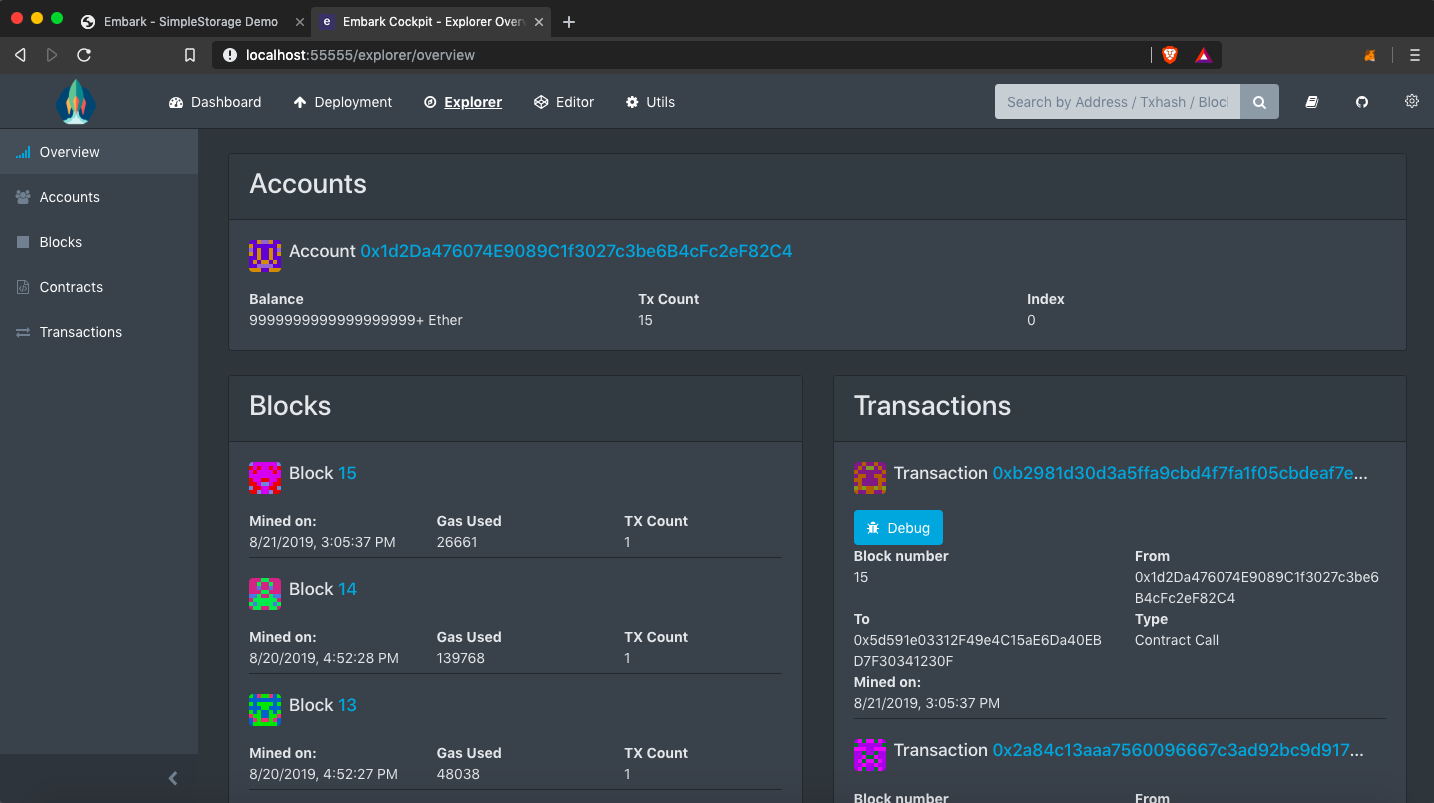 Embark - SimpleStorage Demo
Embark Cockpit - Explorer Over
localhost:55555/explorer/overview
Dashboard
Deployment
Explorer
Editor
Utils
Search by Address / Txhash / Bloc
Overview
Accounts
Blocks
Contracts
Transactions
Accounts
Account 0x1d2Da476074E9089C1f3027c3be6B4cFc2eF82C4
Balance
Tx Count
Index
9999999999999999999+ Ether
15
0
Blocks
Block 15
Mined on:
Gas Used
TX Count
8/21/2019, 3:05:37 PM
26661
1
Block 14
Mined on:
Gas Used
TX Count
8/20/2019, 4:52:28 PM
139768
1
Block 13
Mined on:
Gas Used
TX Count
8/20/2019, 4:52:27 PM
48038
1
Transactions
Transaction 0xb2981d30d3a5ffa9cbd4f7fa1f05cbdeaf7e...
Debug
Block number
From
15
0x1d2Da476074E9089C1f3027c3be6
B4cFc2eF82C4
To
Type
0x5d591e03312F49e4C15aE6Da40EB
Contract Call
D7F30341230F
Mined on:
8/21/2019, 3:05:37 PM
Transaction 0x2a84c13aaa7560096667c3ad92bc9d917...
Block number
From